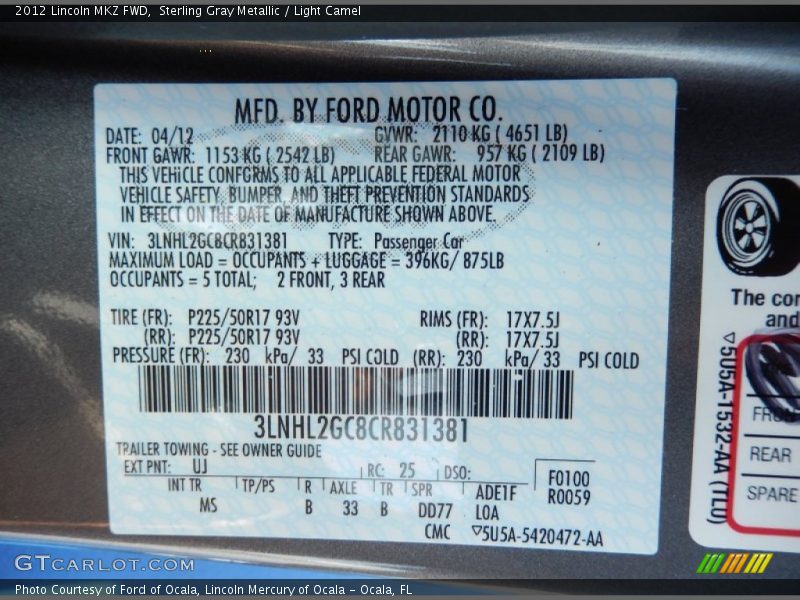 2012 Lincoln MKZ FWD,  Sterling Gray Metallic / Light Camel
MFD. BY FORD MOTOR CO.
DATE: 04/12 GVWR: 2110 KG ( 4651 LB)
FRONT GAWR: 1153 KG ( 2542 LB) REAR GAWR: 957 KG ( 2109 LB)
THIS VEHICLE CONFORMS TO ALL APPLICABLE FEDERAL MOTOR
VEHICLE SAFETY, BUMPER, AND THEFT PREVENTION STANDARDS
IN EFFECT ON THE DATE OF MANUFACTURE SHOWN ABOVE.
VIN: 3LNHL2GC8CR831381 TYPE: Passenger Car
MAXIMUM LOAD = OCCUPANTS + LUGGAGE = 396KG/ 875LB
OCCUPANTS = 5 TOTAL; 2 FRONT, 3 REAR
TIRE (FR): P225/50R17 93V RIMS (FR): 17X7.5J
(RR): P225/50R17 93V (RR): 17X7.5J
PRESSURE (FR): 230 kPa/ 33 PSI COLD (RR): 230 kPa/ 33 PSI COLD
3LNHL2GC8CR831381
TRAILER TOWING - SEE OWNER GUIDE
EXT PNT: UJ RC: 25 DSO: F0100
INT TR TP/PS R AXLE TR SPR ADE1F R0059
MS B 33 B DD77 LOA
CMC ▽5U5A-5420472-AA
The con
and
▽5U5A-1532-AA (TL0)
FRON
REAR
SPARE
GTCARLOT.COM
Photo Courtesy of Ford of Ocala, Lincoln Mercury of Ocala - Ocala, FL